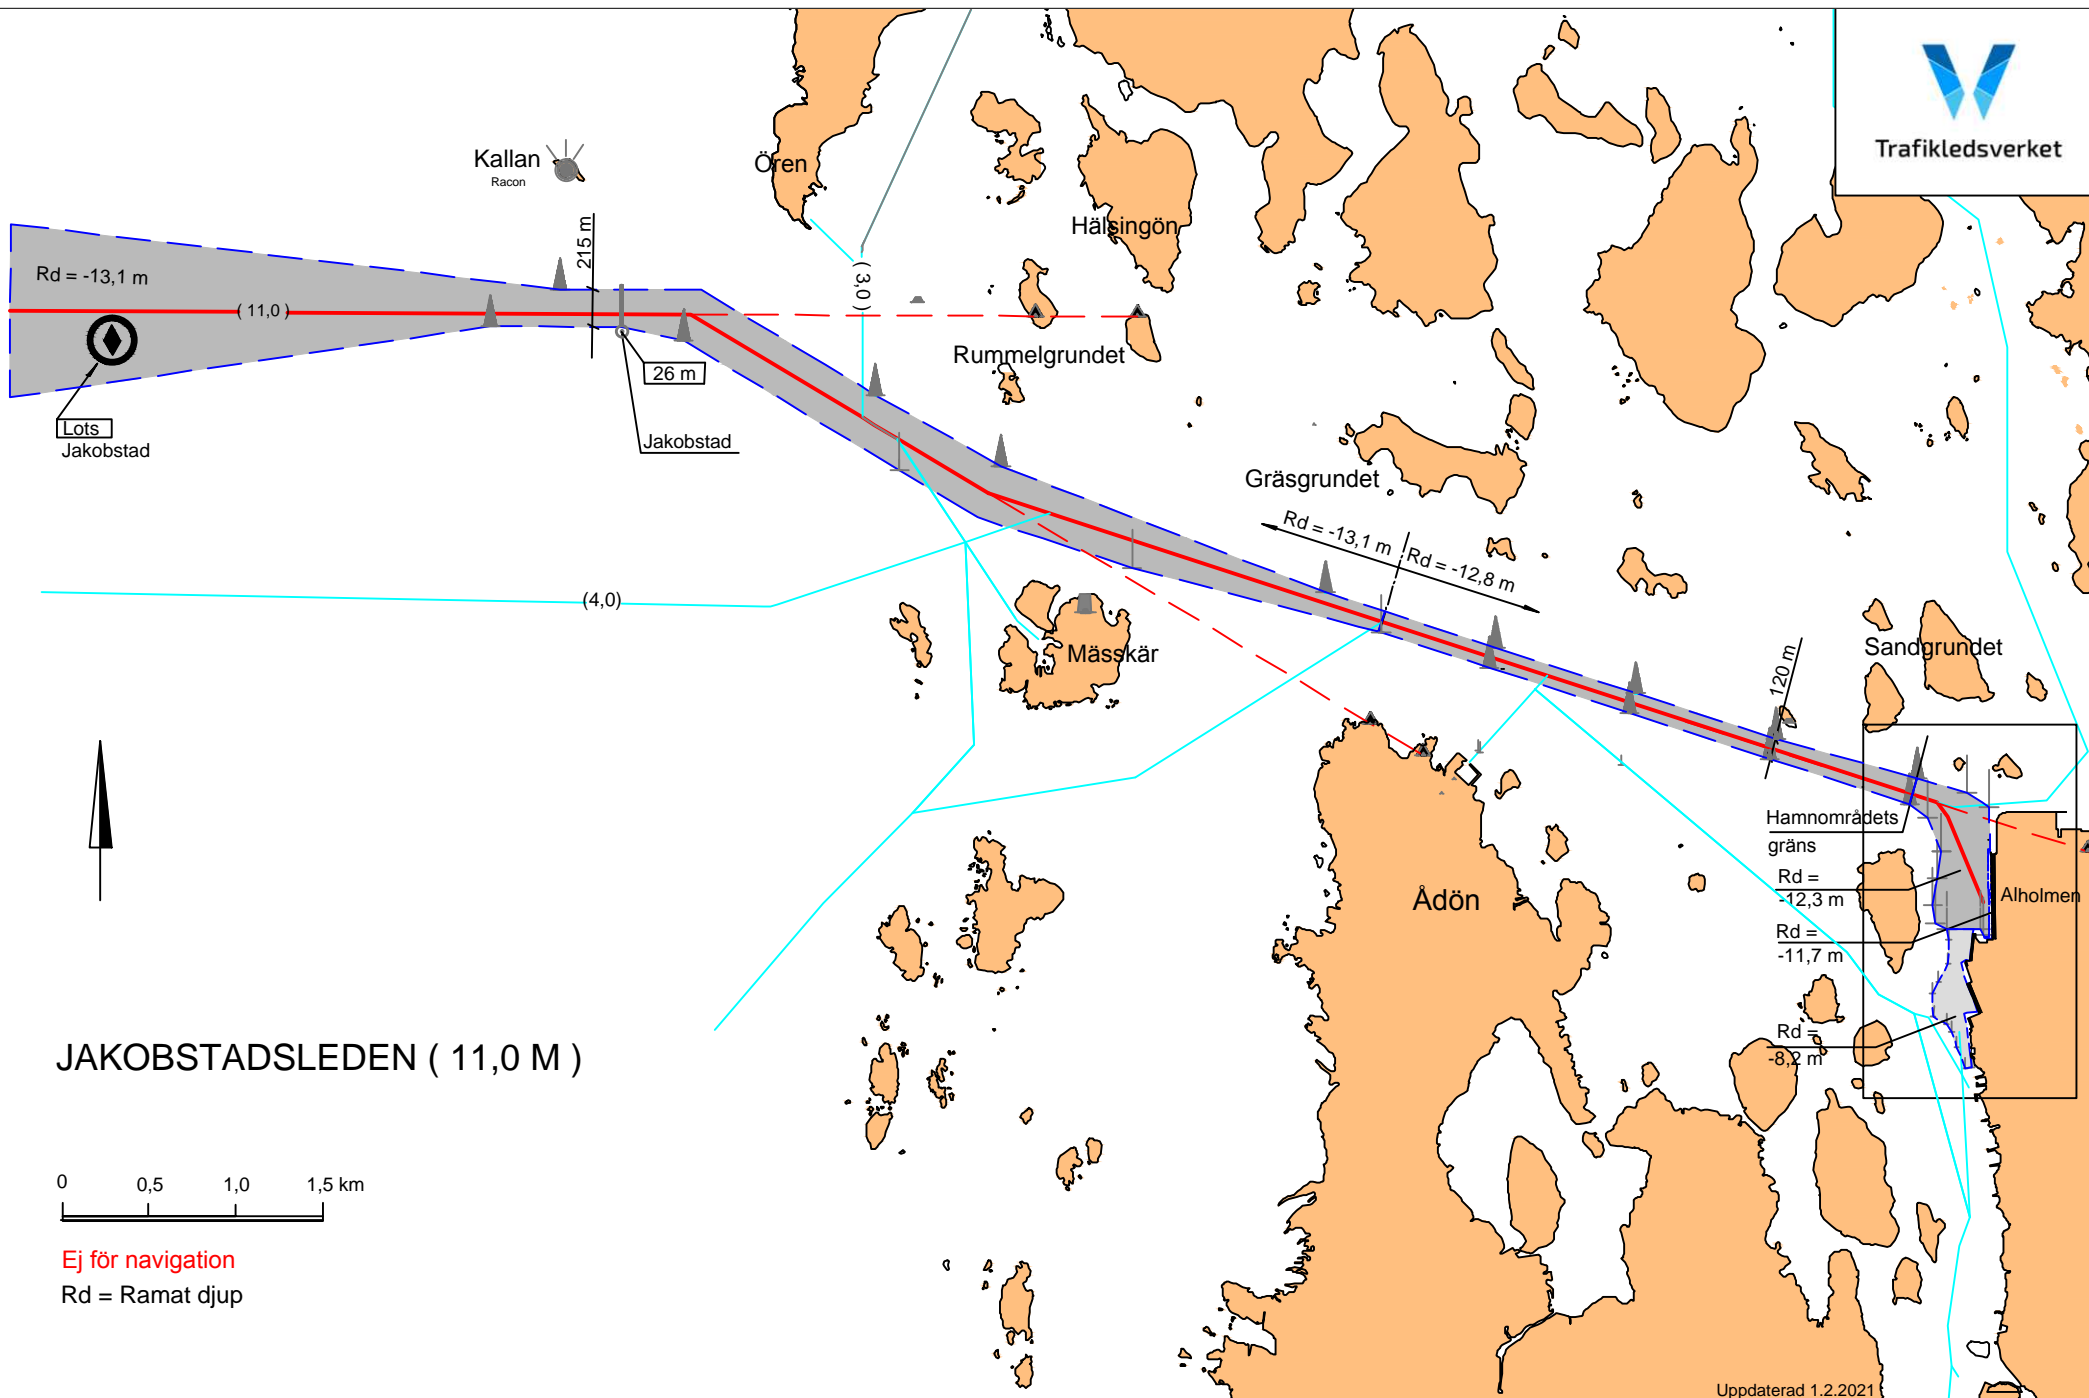 Trafikledsverket
Kallan
Racon
Ören
Hälsingön
215 m
Rd = -13,1 m
( 11,0 )
( 3,0 )
Rummelgrundet
26 m
Lots
Jakobstad
Jakobstad
Gräsgrundet
Rd = -13,1 m
Rd = -12,8 m
(4,0)
Mässkär
120 m
Sandgrundet
Hamnområdets
gräns
Rd =
-12,3 m
Alholmen
Ådön
Rd =
-11,7 m
Rd =
-8,2 m
JAKOBSTADSLEDEN ( 11,0 M )
0 0,5 1,0 1,5 km
Ej för navigation
Rd = Ramat djup
Uppdaterad 1.2.2021